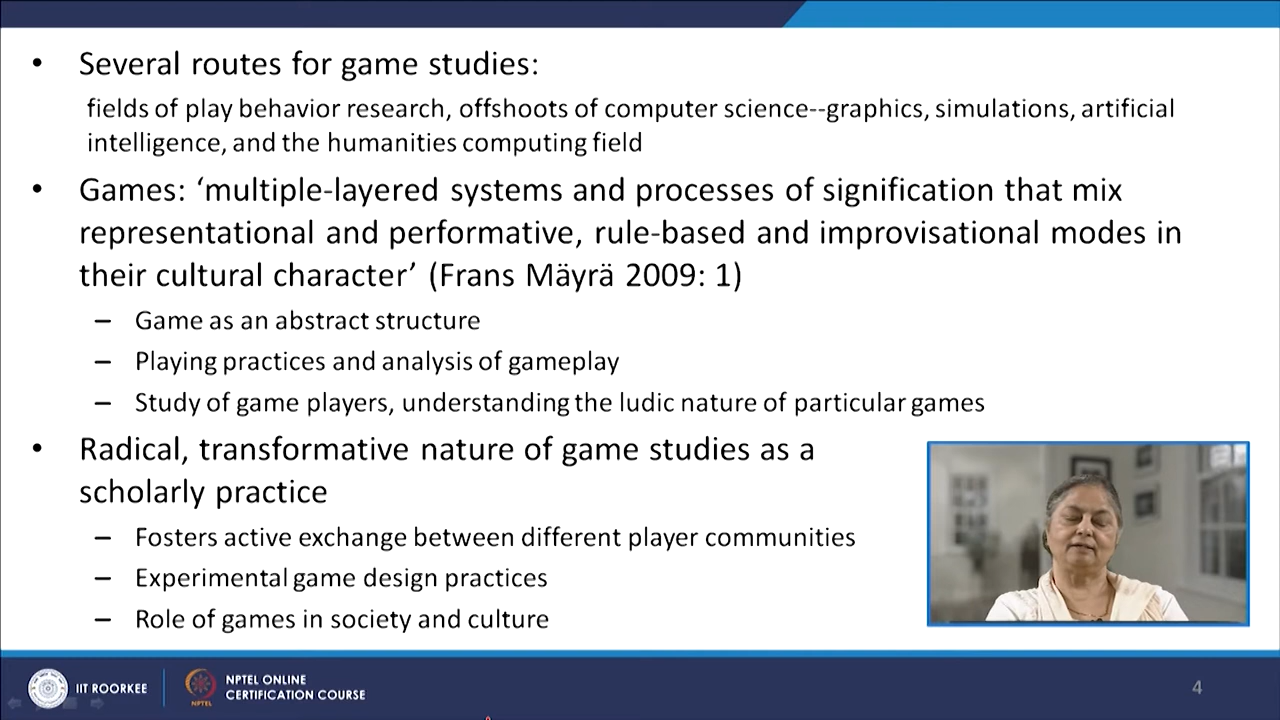 • Several routes for game studies:
fields of play behavior research, offshoots of computer science--graphics, simulations, artificial
intelligence, and the humanities computing field
• Games: ‘multiple-layered systems and processes of signification that mix
representational and performative, rule-based and improvisational modes in
their cultural character’ (Frans Mäyrä 2009: 1)
– Game as an abstract structure
– Playing practices and analysis of gameplay
– Study of game players, understanding the ludic nature of particular games
• Radical, transformative nature of game studies as a
scholarly practice
– Fosters active exchange between different player communities
– Experimental game design practices
– Role of games in society and culture
IIT ROORKEE
NPTEL
NPTEL ONLINE
CERTIFICATION COURSE
4